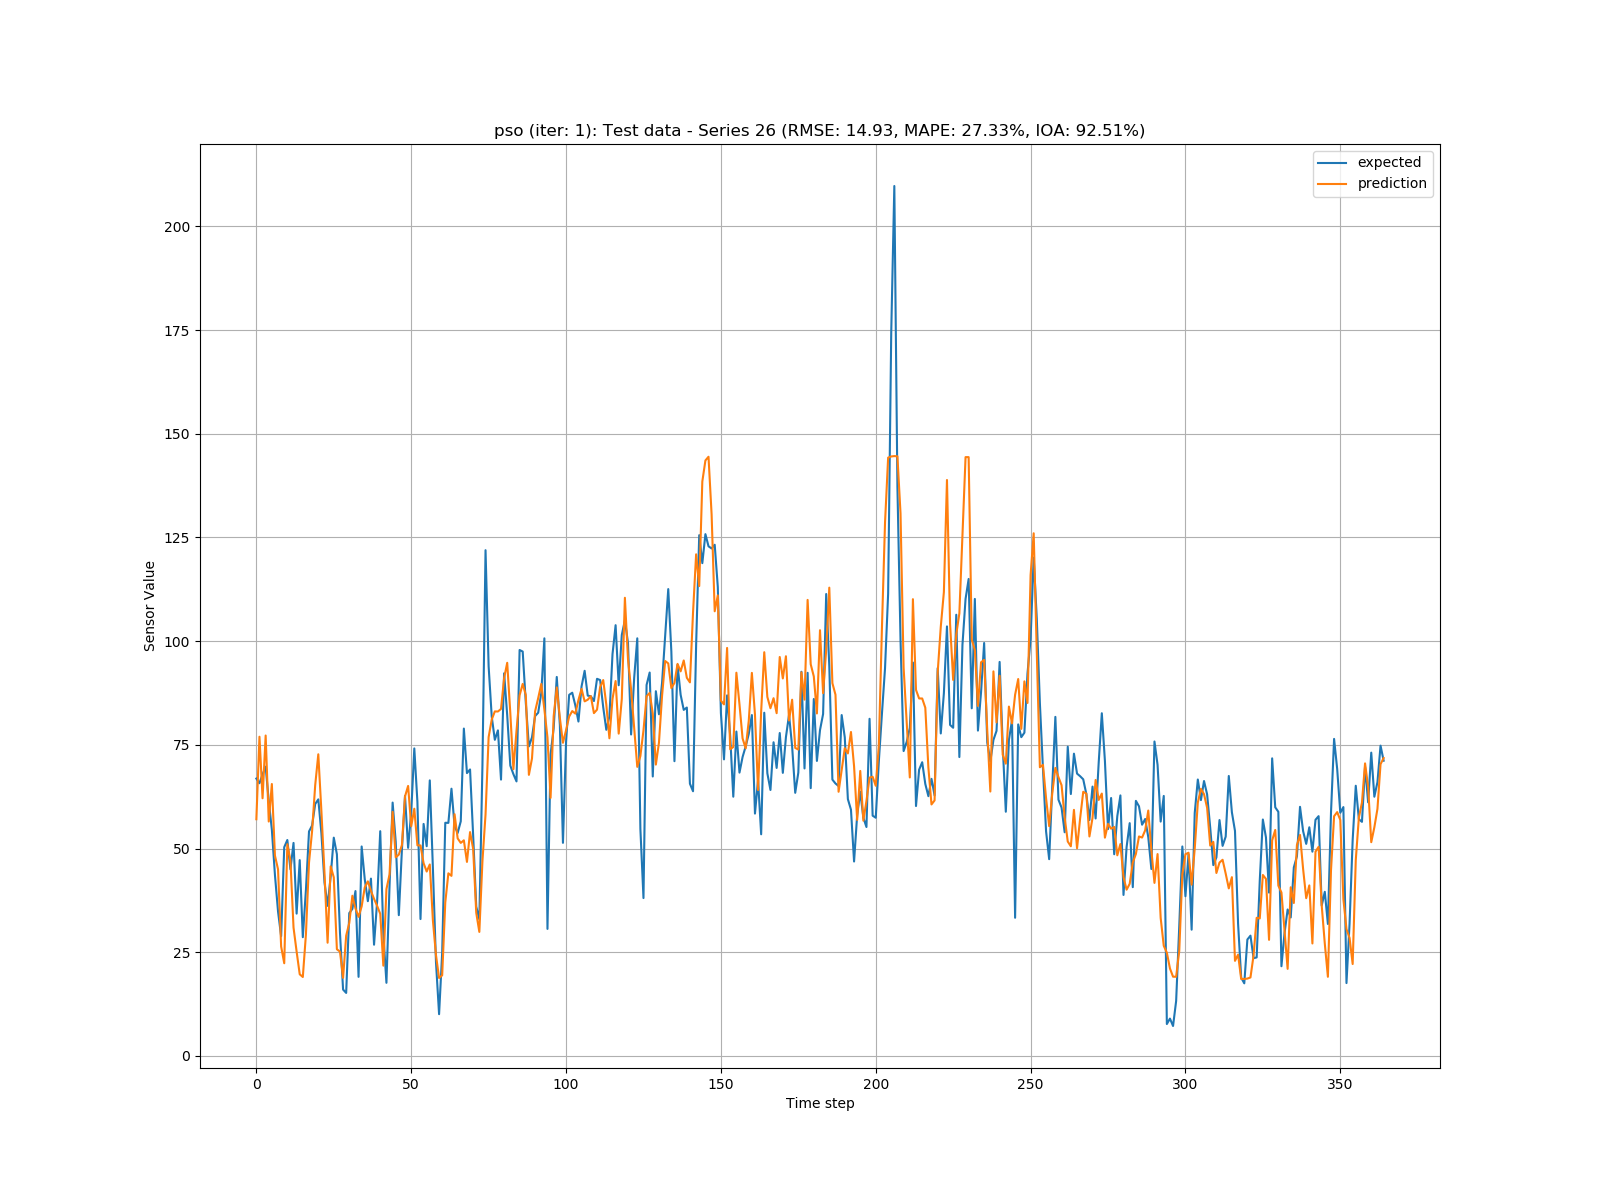 pso (iter: 1): Test data - Series 26 (RMSE: 14.93, MAPE: 27.33%, IOA: 92.51%)
expected
prediction
200
175
150
125
100
75
50
25
0
Sensor Value
0 50 100 150 200 250 300 350
Time step